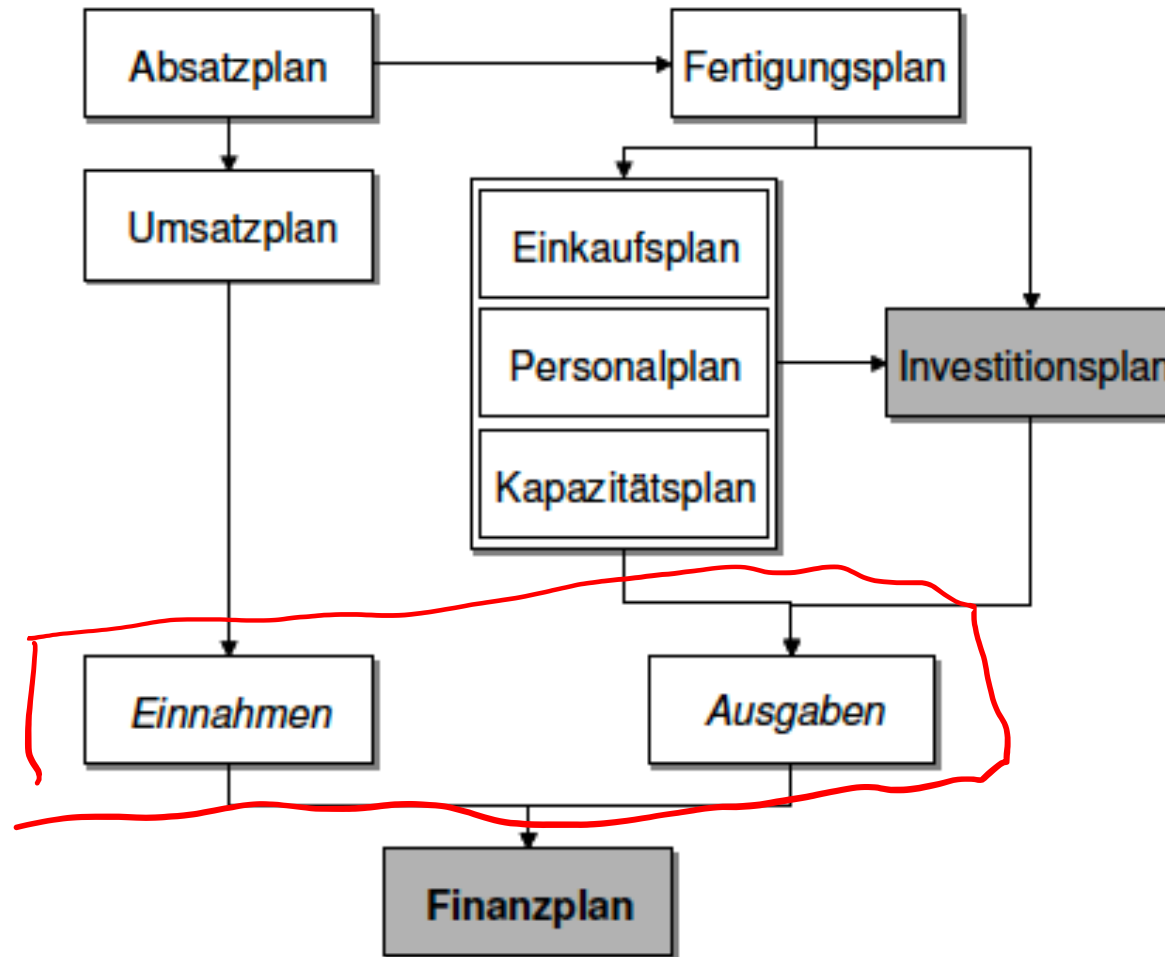 Absatzplan
Fertigungsplan
Umsatzplan
Einkaufsplan
Personalplan
Investitionsplan
Kapazitätsplan
Einnahmen
Ausgaben
Finanzplan